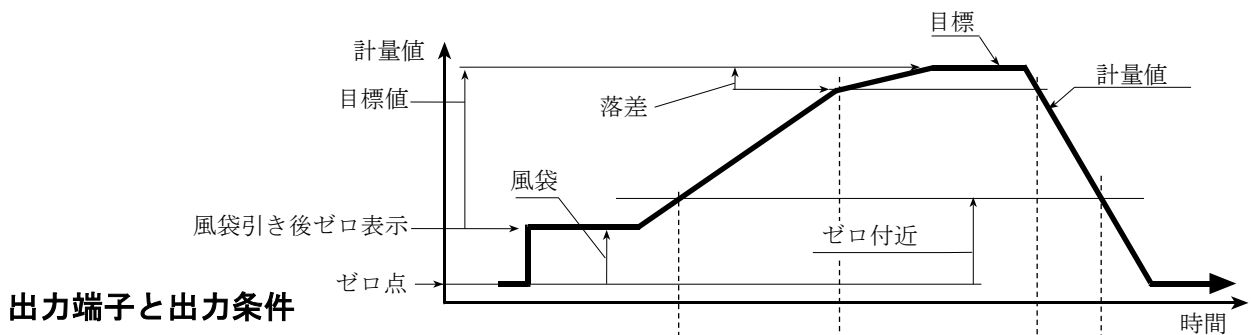 目標
計量値
計量値
目標値
落差
風袋
風袋引き後ゼロ表示
ゼロ付近
ゼロ点
出力端子と出力条件
時間